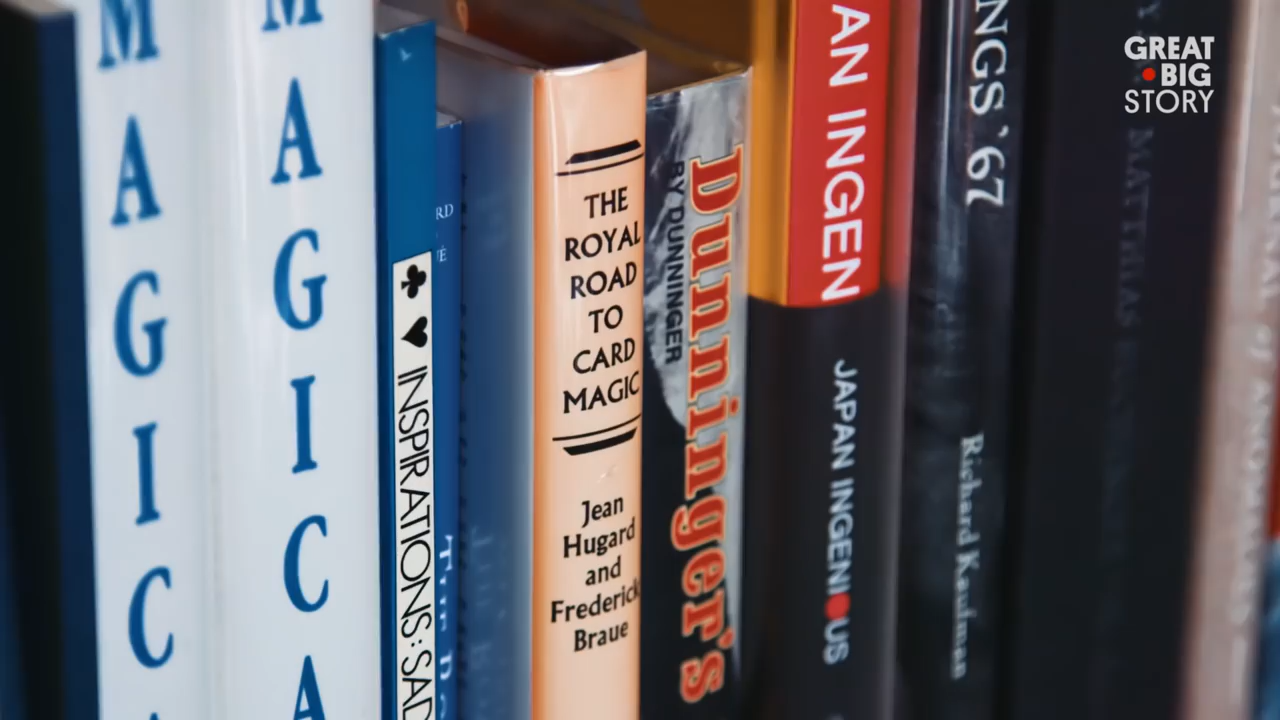 MAGICA
MAGICA
INSPIRATIONS: SAD
THE
ROYAL
ROAD
TO
CARD
MAGIC
Jean
Hugard
and
Frederick
Braue
Dunninger's
BY DUNNINGER
AN INGEN
JAPAN INGENIOUS
NGS '67
Richard Kaufman
GREAT
BIG
STORY